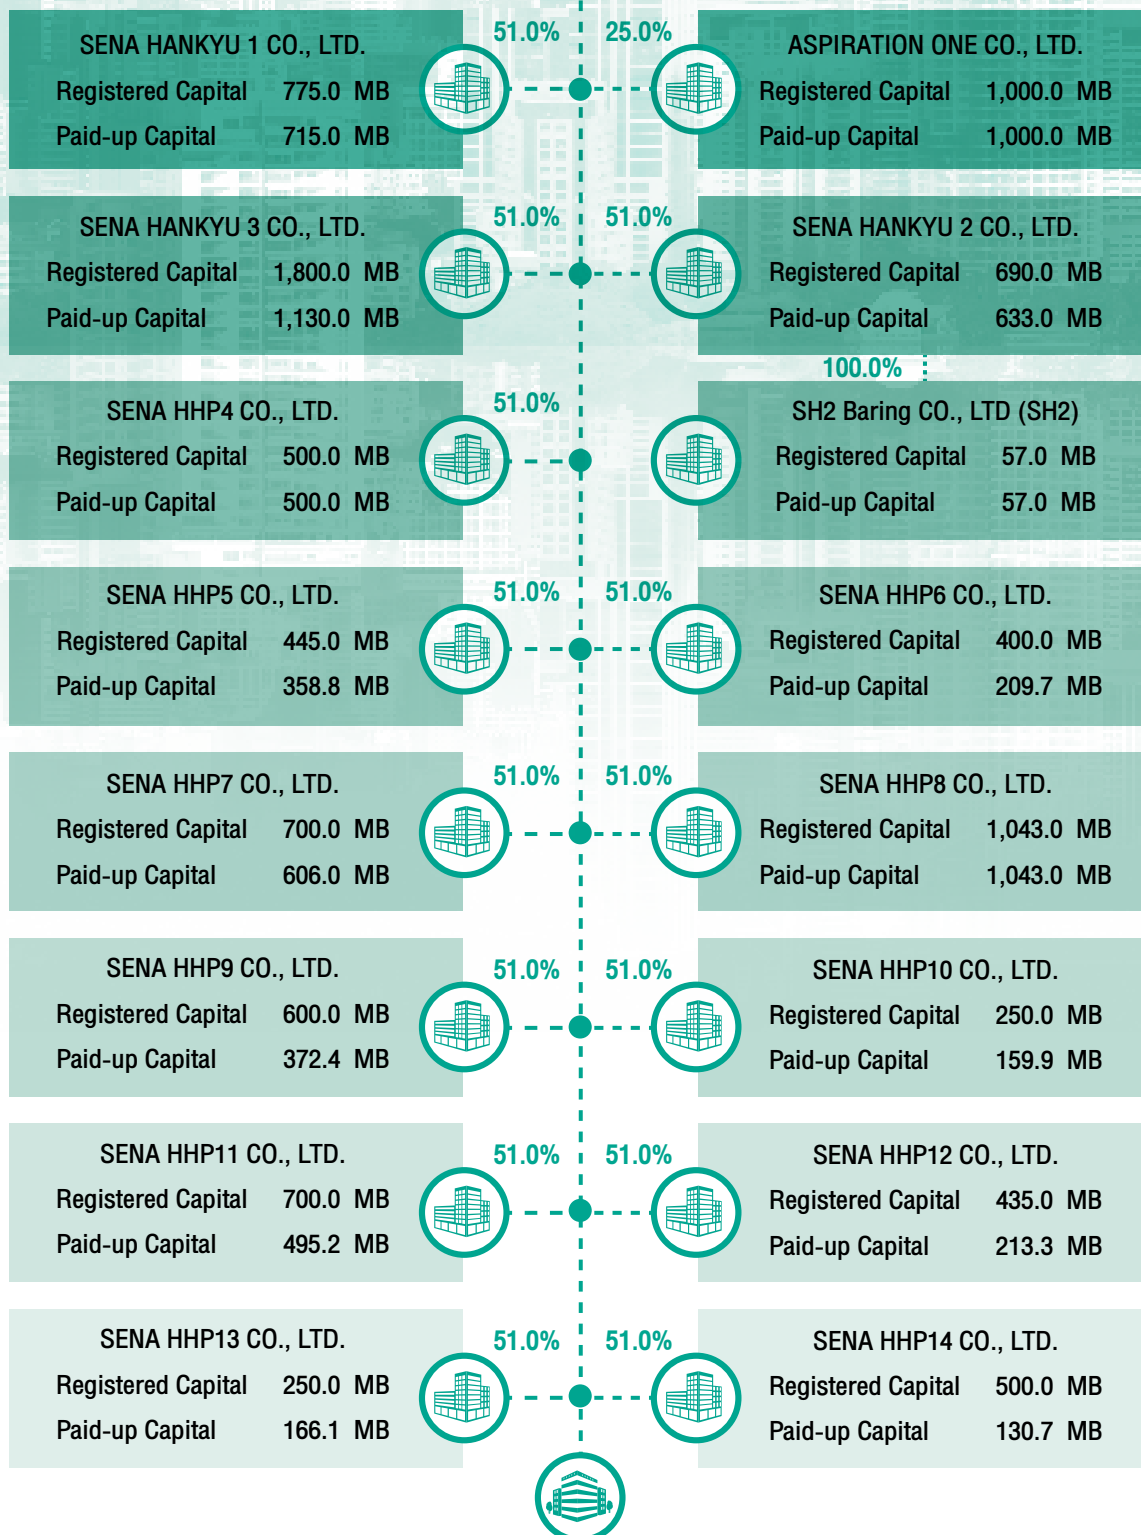 51.0% 25.0%
SENA HANKYU 1 CO., LTD.
Registered Capital 775.0 MB
Paid-up Capital 715.0 MB
ASPIRATION ONE CO., LTD.
Registered Capital 1,000.0 MB
Paid-up Capital 1,000.0 MB
51.0% 51.0%
SENA HANKYU 3 CO., LTD.
Registered Capital 1,800.0 MB
Paid-up Capital 1,130.0 MB
SENA HANKYU 2 CO., LTD.
Registered Capital 690.0 MB
Paid-up Capital 633.0 MB
100.0%
51.0%
SENA HHP4 CO., LTD.
Registered Capital 500.0 MB
Paid-up Capital 500.0 MB
SH2 Baring CO., LTD (SH2)
Registered Capital 57.0 MB
Paid-up Capital 57.0 MB
51.0% 51.0%
SENA HHP5 CO., LTD.
Registered Capital 445.0 MB
Paid-up Capital 358.8 MB
SENA HHP6 CO., LTD.
Registered Capital 400.0 MB
Paid-up Capital 209.7 MB
51.0% 51.0%
SENA HHP7 CO., LTD.
Registered Capital 700.0 MB
Paid-up Capital 606.0 MB
SENA HHP8 CO., LTD.
Registered Capital 1,043.0 MB
Paid-up Capital 1,043.0 MB
51.0% 51.0%
SENA HHP9 CO., LTD.
Registered Capital 600.0 MB
Paid-up Capital 372.4 MB
SENA HHP10 CO., LTD.
Registered Capital 250.0 MB
Paid-up Capital 159.9 MB
51.0% 51.0%
SENA HHP11 CO., LTD.
Registered Capital 700.0 MB
Paid-up Capital 495.2 MB
SENA HHP12 CO., LTD.
Registered Capital 435.0 MB
Paid-up Capital 213.3 MB
51.0% 51.0%
SENA HHP13 CO., LTD.
Registered Capital 250.0 MB
Paid-up Capital 166.1 MB
SENA HHP14 CO., LTD.
Registered Capital 500.0 MB
Paid-up Capital 130.7 MB